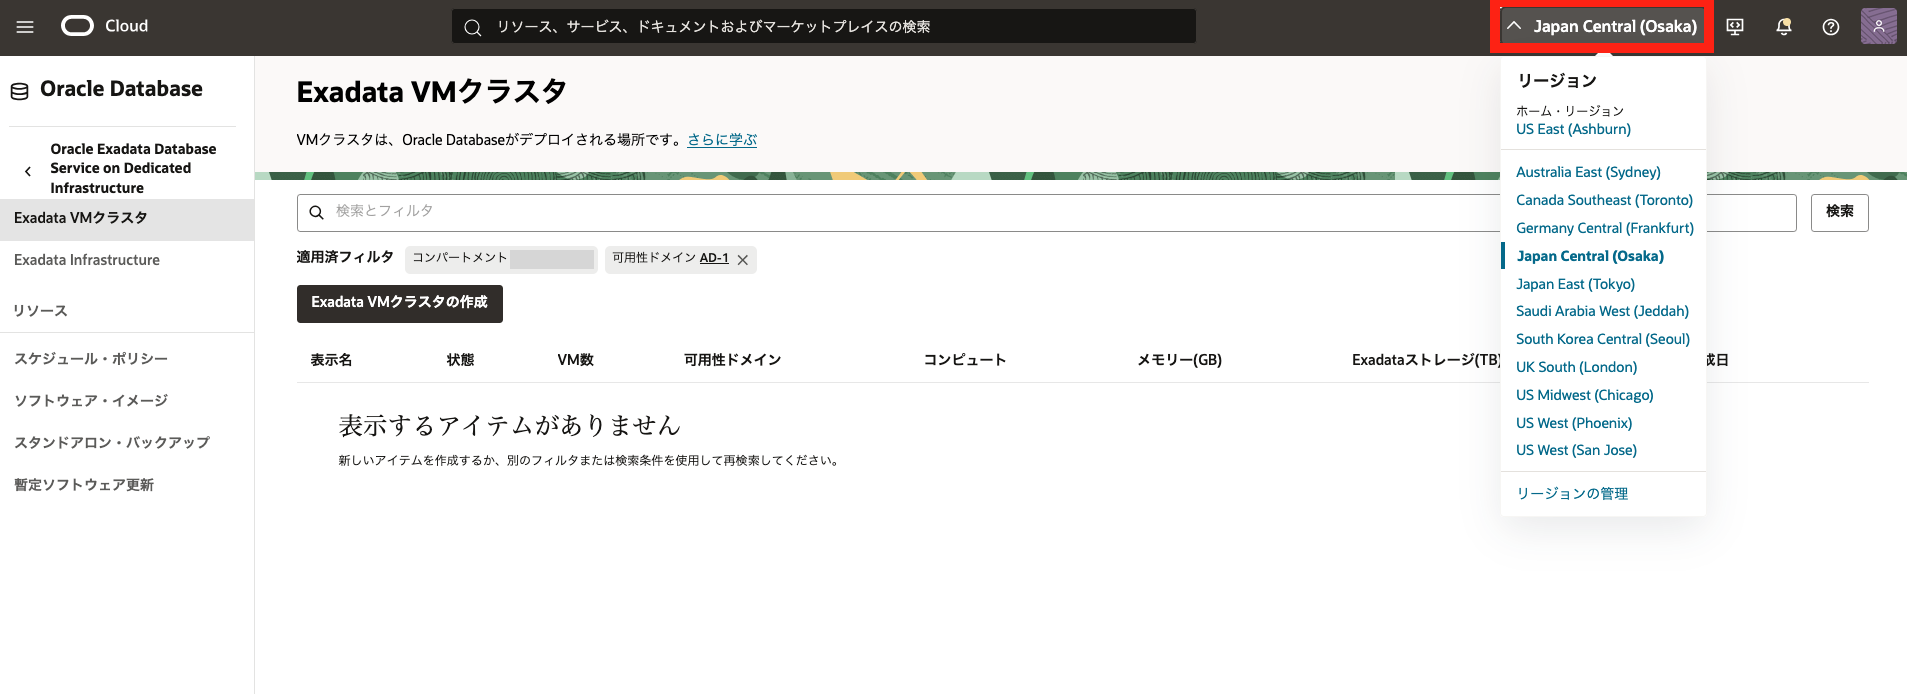 Cloud
リソース、サービス、ドキュメントおよびマーケットプレイスの検索
Japan Central (Osaka)
Oracle Database
Oracle Exadata Database
Service on Dedicated
Infrastructure
Exadata VMクラスタ
Exadata Infrastructure
リソース
スケジュール・ポリシー
ソフトウェア・イメージ
スタンドアロン・バックアップ
暫定ソフトウェア更新
Exadata VMクラスタ
VMクラスタは、Oracle Databaseがデプロイされる場所です。さらに学ぶ
検索とフィルタ
検索
適用済フィルタ コンパートメント 可用性ドメイン AD-1
Exadata VMクラスタの作成
表示名 状態 VM数 可用性ドメイン コンピュート メモリー(GB) Exadataストレージ(TB) 成日
表示するアイテムがありません
新しいアイテムを作成するか、別のフィルタまたは検索条件を使用して再検索してください。
リージョン
ホーム・リージョン
US East (Ashburn)
Australia East (Sydney)
Canada Southeast (Toronto)
Germany Central (Frankfurt)
Japan Central (Osaka)
Japan East (Tokyo)
Saudi Arabia West (Jeddah)
South Korea Central (Seoul)
UK South (London)
US Midwest (Chicago)
US West (Phoenix)
US West (San Jose)
リージョンの管理